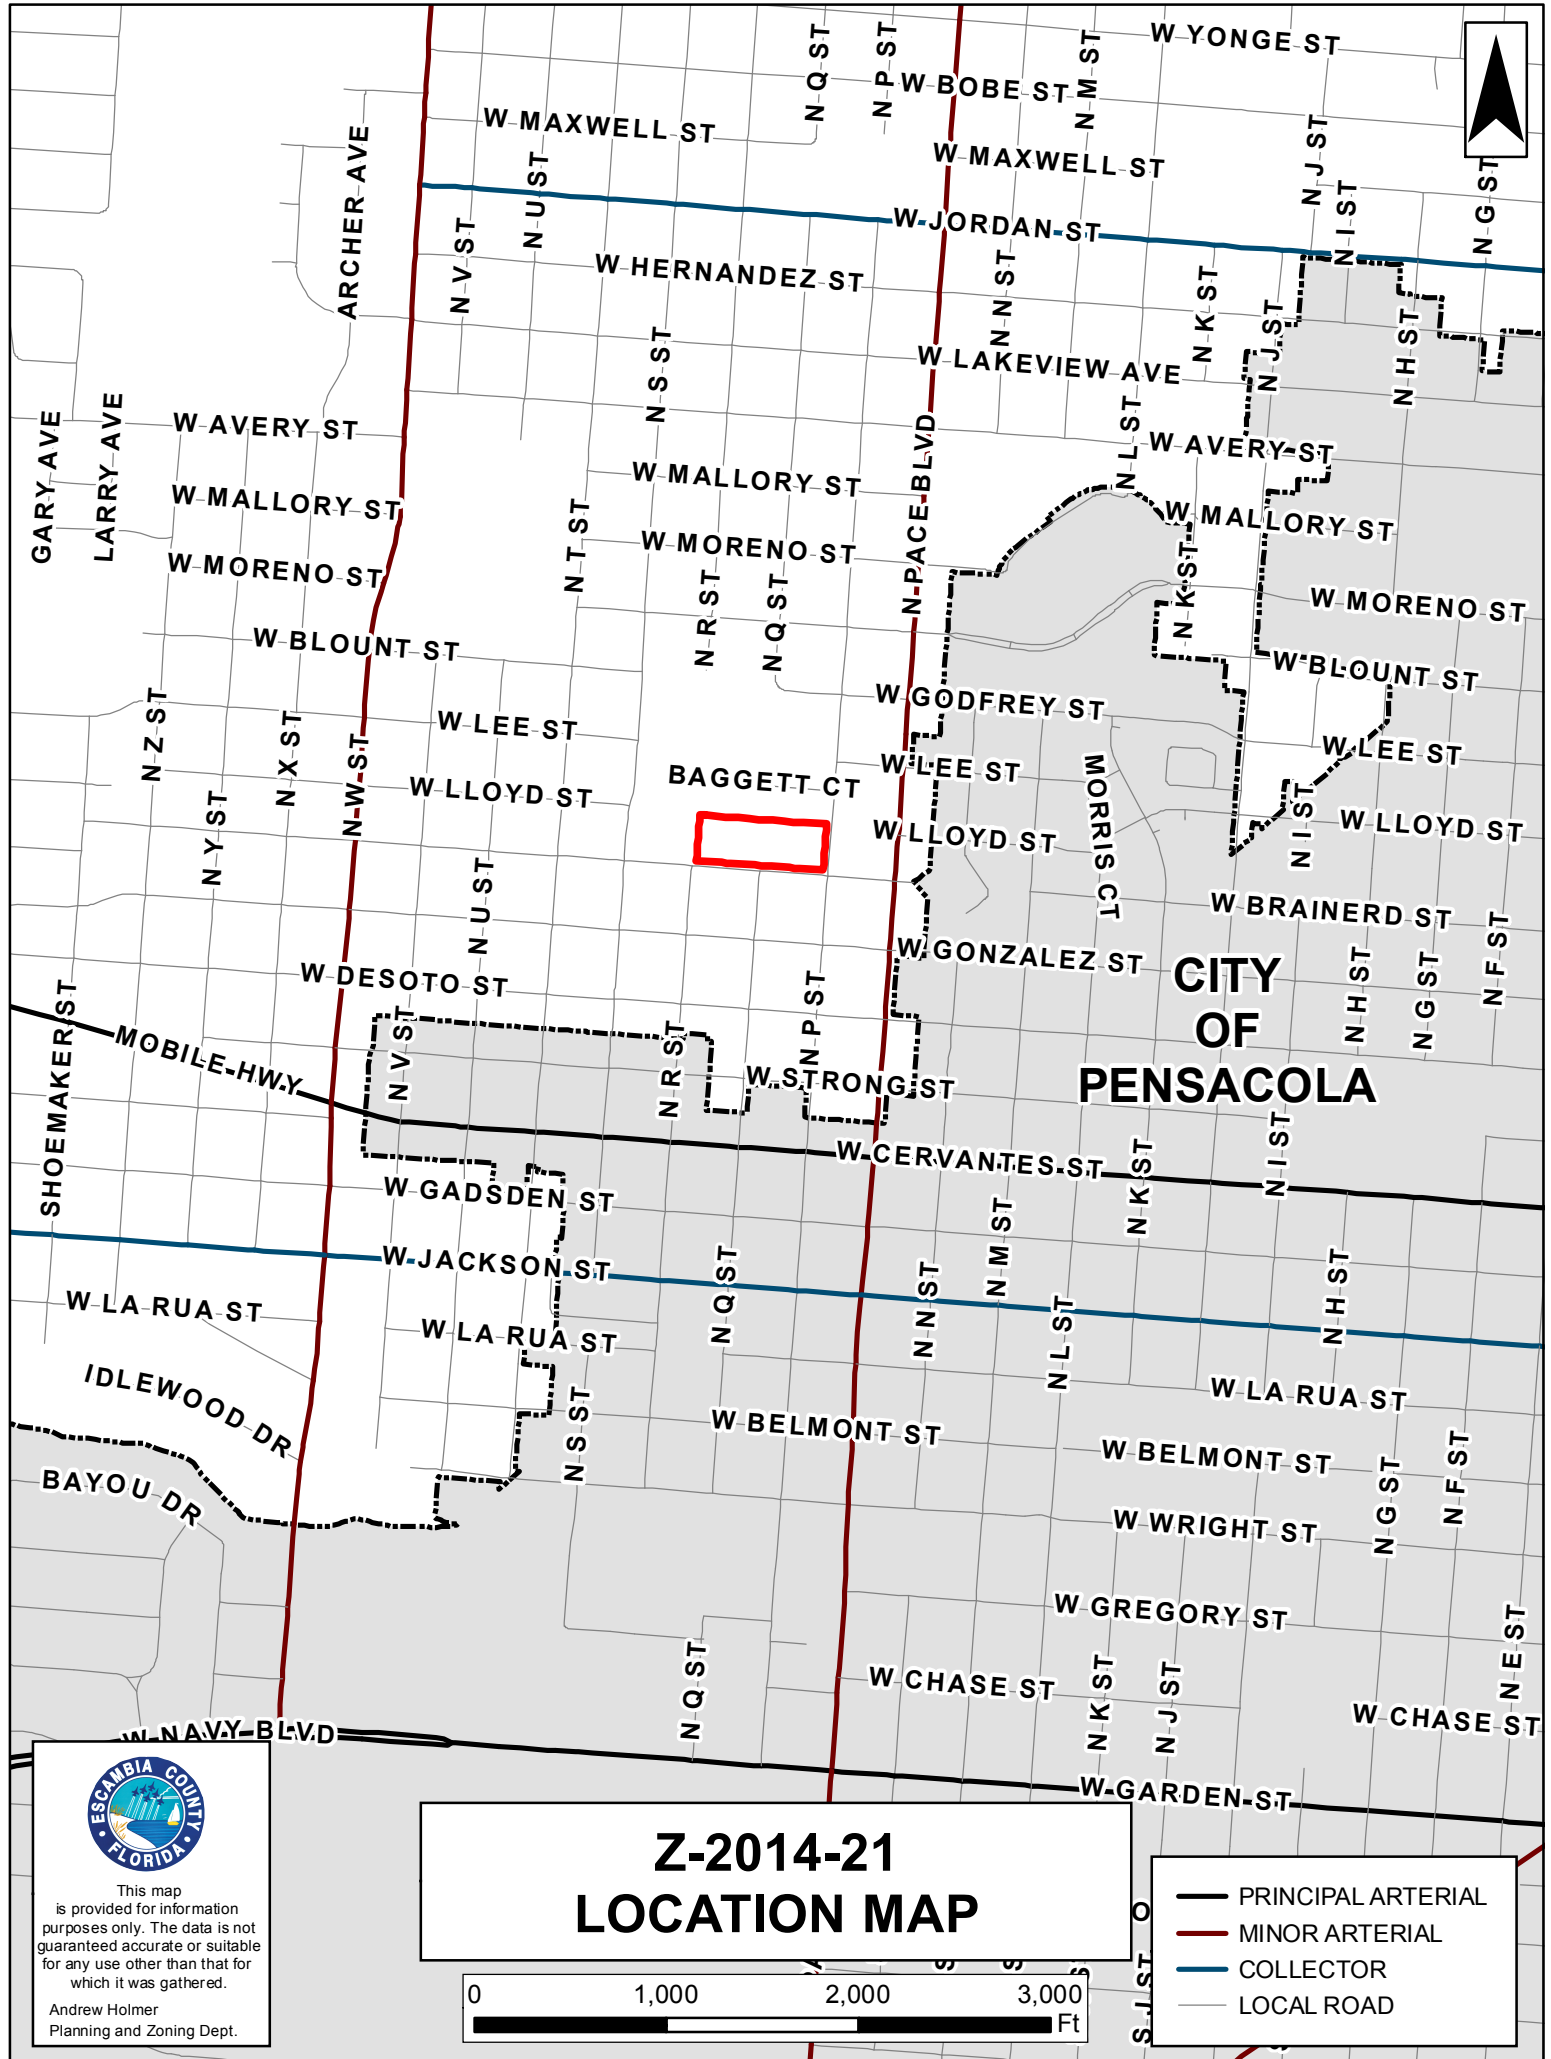 W YONGE ST
N Q ST
N P ST
W BOBE ST
N M ST
W MAXWELL ST
W MAXWELL ST
N J ST
ARCHER AVE
N U ST
N I ST
N G ST
W JORDAN ST
N V ST
W HERNANDEZ ST
N N ST
N K ST
N J ST
N H ST
N S ST
W LAKEVIEW AVE
GARY AVE
LARRY AVE
W AVERY ST
N L ST
W AVERY ST
N PACE BLVD
W MALLORY ST
W MALLORY ST
W MALLORY ST
N T ST
W MORENO ST
W MORENO ST
N K ST
N R ST
N Q ST
W MORENO ST
W BLOUNT ST
W BLOUNT ST
W GODFREY ST
N Z ST
N X ST
W LEE ST
N W ST
W LEE ST
W LEE ST
BAGGETT CT
MORRIS CT
W LLOYD ST
N Y ST
W LLOYD ST
N I ST
W LLOYD ST
N U ST
W BRAINERD ST
W GONZALEZ ST
N F ST
N H ST
N G ST
CITY
OF
PENSACOLA
W DESOTO ST
SHOEMAKER ST
N P ST
MOBILE HWY
N V ST
N R ST
W STRONG ST
W CERVANTES ST
N K ST
N I ST
W GADSDEN ST
N M ST
W JACKSON ST
N Q ST
N N ST
N H ST
W LA RUA ST
N L ST
W LA RUA ST
IDLEWOOD DR
W LA RUA ST
N S ST
W BELMONT ST
W BELMONT ST
N F ST
N G ST
BAYOU DR
W WRIGHT ST
W GREGORY ST
N E ST
N Q ST
W CHASE ST
N K ST
N J ST
W CHASE ST
W NAVY BLVD
W GARDEN ST
ESCAMBIA COUNTY
FLORIDA
This map
is provided for information
purposes only. The data is not
guaranteed accurate or suitable
for any use other than that for
which it was gathered.
Andrew Holmer
Planning and Zoning Dept.
Z-2014-21
LOCATION MAP
0 1,000 2,000 3,000
Ft
S J ST
PRINCIPAL ARTERIAL
MINOR ARTERIAL
COLLECTOR
LOCAL ROAD